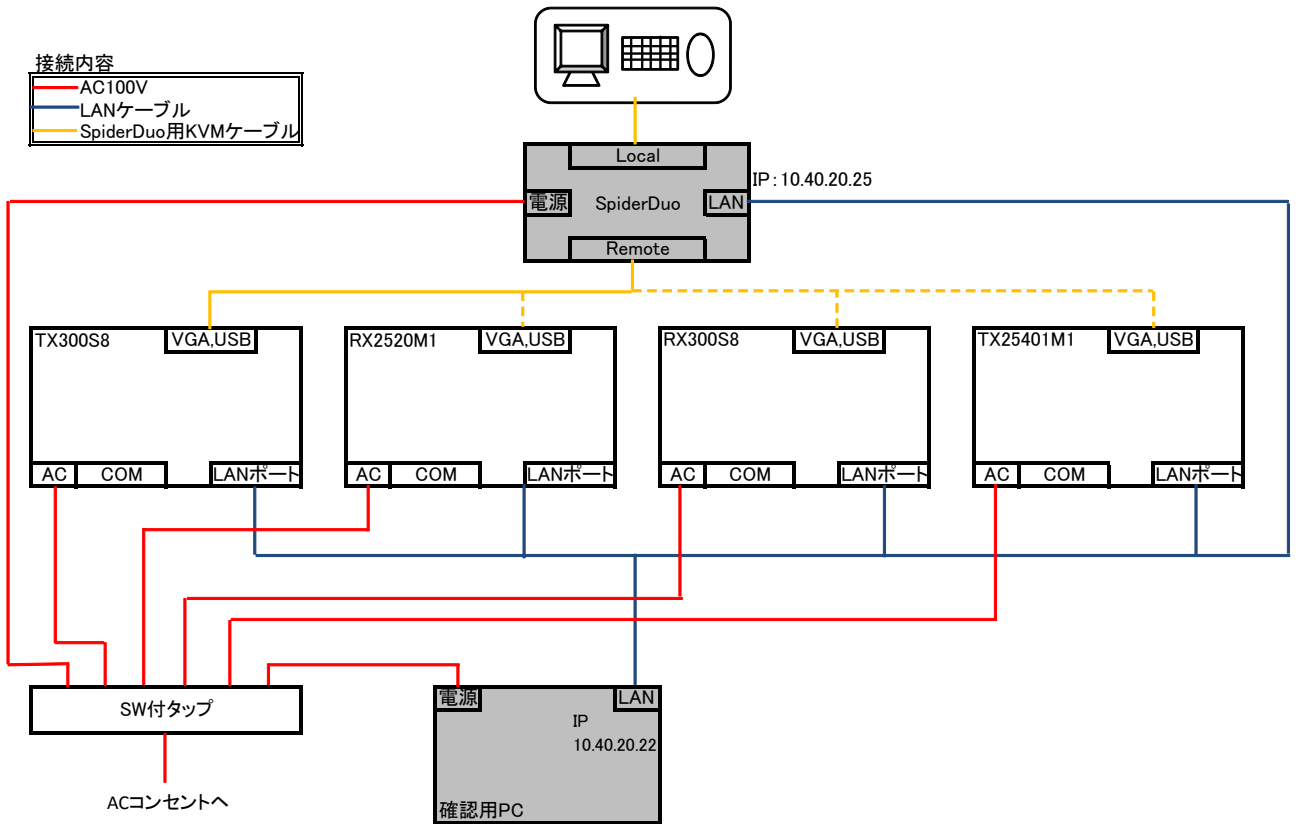 接続内容
AC100V
LANケーブル
SpiderDuo用KVMケーブル
Local
IP:10.40.20.25
電源
SpiderDuo
LAN
Remote
TX300S8
VGA,USB
RX2520M1
VGA,USB
RX300S8
VGA,USB
TX25401M1
VGA,USB
AC
COM
LANポート
AC
COM
LANポート
AC
COM
LANポート
AC
COM
LANポート
SW付タップ
電源
LAN
IP
10.40.20.22
確認用PC
ACコンセントへ